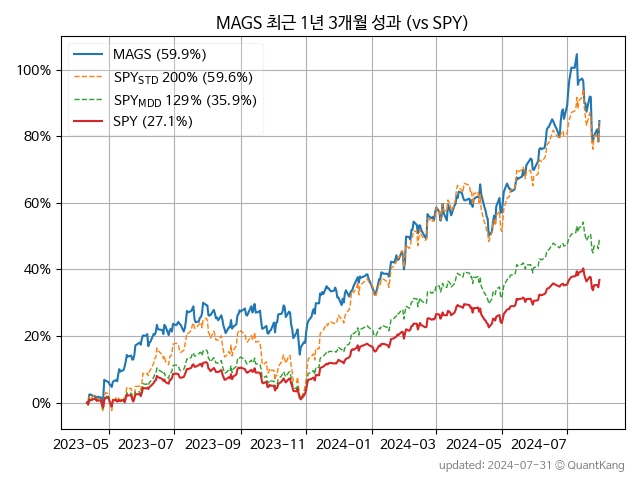 MAGS 최근 1년 3개월 성과 (vs SPY)
MAGS (59.9%)
SPY_STD 200% (59.6%)
SPY_MDD 129% (35.9%)
SPY (27.1%)
100%
80%
60%
40%
20%
0%
2023-05 2023-07 2023-09 2023-11 2024-01 2024-03 2024-05 2024-07
updated: 2024-07-31 © QuantKang